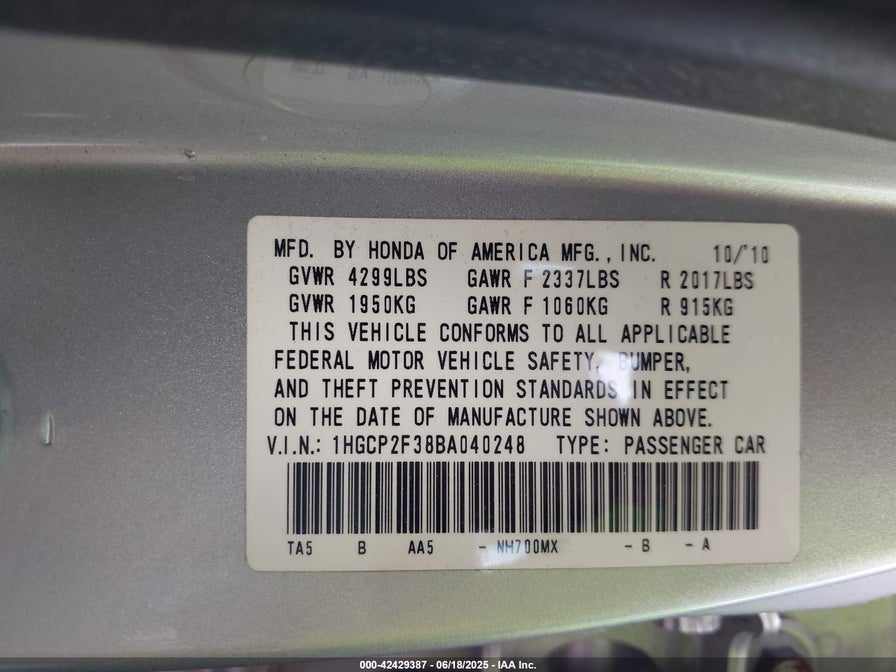 MFD. BY HONDA OF AMERICA MFG., INC. 10/'10
GVWR 4299LBS GAWR F 2337LBS R 2017LBS
GVWR 1950KG GAWR F 1060KG R 915KG
THIS VEHICLE CONFORMS TO ALL APPLICABLE
FEDERAL MOTOR VEHICLE SAFETY, BUMPER,
AND THEFT PREVENTION STANDARDS IN EFFECT
ON THE DATE OF MANUFACTURE SHOWN ABOVE.
V.I.N.: 1HGCP2F38BA040248 TYPE: PASSENGER CAR
TA5 B AA5 - NH700MX - B - A
000-42429387 - 06/18/2025 - IAA Inc.